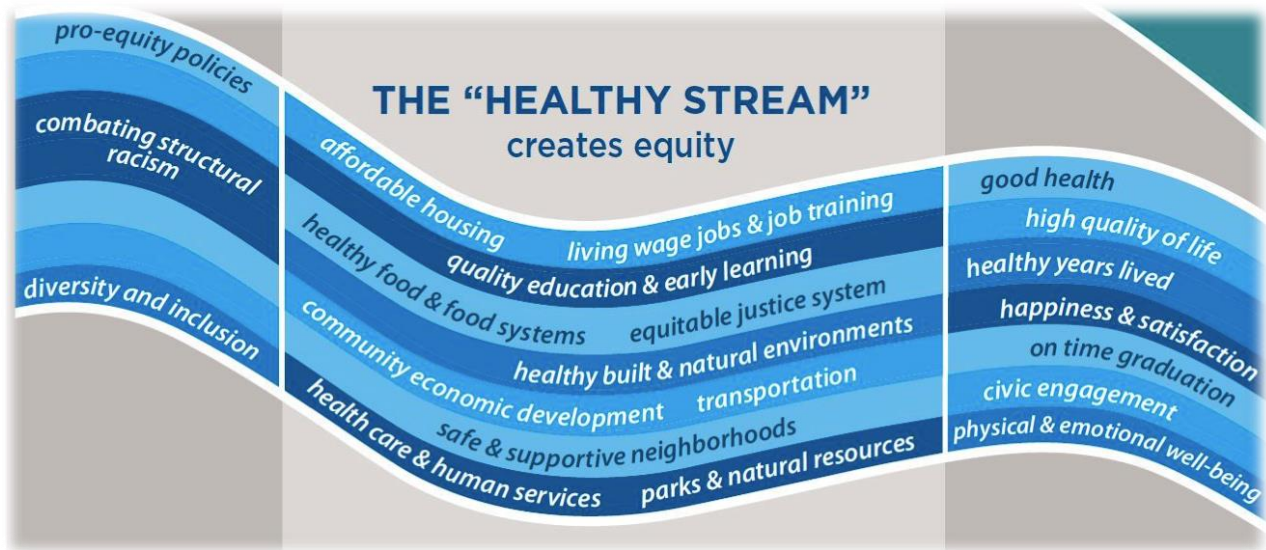 THE “HEALTHY STREAM”
creates equity
pro-equity policies
combating structural
racism
diversity and inclusion
affordable housing
living wage jobs & job training
quality education & early learning
healthy food & food systems
equitable justice system
healthy built & natural environments
community economic development
transportation
safe & supportive neighborhoods
health care & human services
parks & natural resources
good health
high quality of life
healthy years lived
happiness & satisfaction
on time graduation
civic engagement
physical & emotional well-being